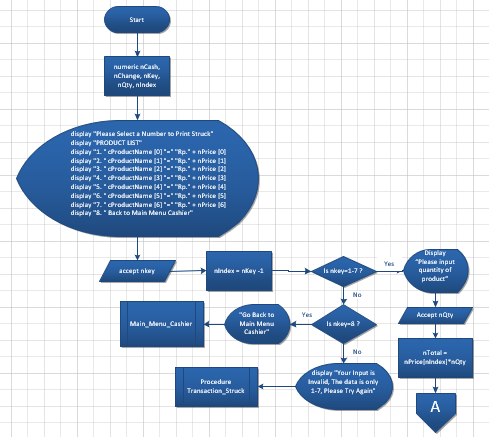 Start
numeric nCash,
nChange, nKey,
nQty, nIndex
display "Please Select a Number to Print Struck"
display "PRODUCT LIST"
display "1. " cProductName [0] "=" "Rp." + nPrice [0]
display "2. " cProductName [1] "=" "Rp." + nPrice [1]
display "3. " cProductName [2] "=" "Rp." + nPrice [2]
display "4. " cProductName [3] "=" "Rp." + nPrice [3]
display "5. " cProductName [4] "=" "Rp." + nPrice [4]
display "6. " cProductName [5] "=" "Rp." + nPrice [5]
display "7. " cProductName [6] "=" "Rp." + nPrice [6]
display "8. " Back to Main Menu Cashier"
accept nkey
nIndex = nKey -1
Is nkey=1-7 ?
Yes
Display
"Please input
quantity of
product"
No
Accept nQty
Is nkey=8 ?
Yes
"Go Back to
Main Menu
Cashier"
Main_Menu_Cashier
No
nTotal =
nPrice[nIndex]*nQty
display "Your Input is
Invalid, The data is only
1-7, Please Try Again"
Procedure
Transaction_Struck
A